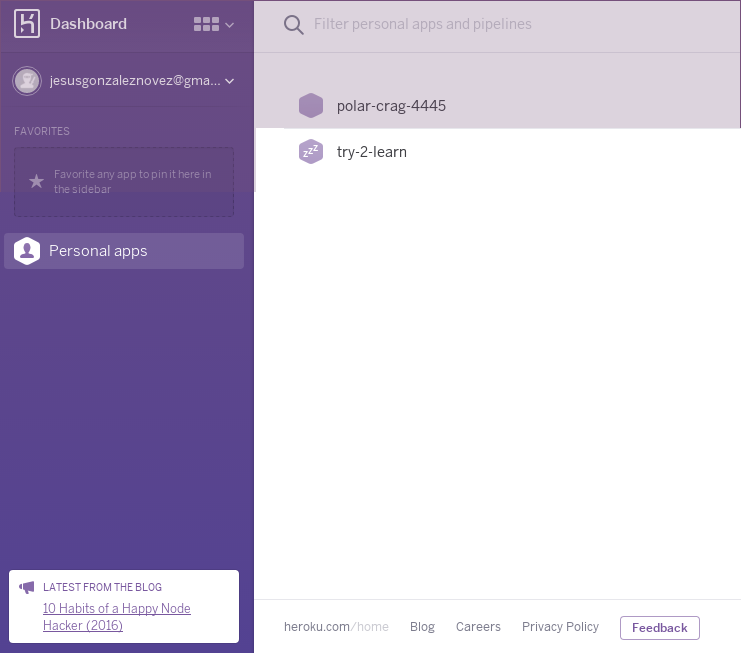 Dashboard
Filter personal apps and pipelines
jesusgonzaleznovez@gma...
polar-crag-4445
FAVORITES
try-2-learn
Favorite any app to pin it here in
the sidebar
Personal apps
LATEST FROM THE BLOG
10 Habits of a Happy Node
Hacker (2016)
heroku.com/home Blog Careers Privacy Policy Feedback